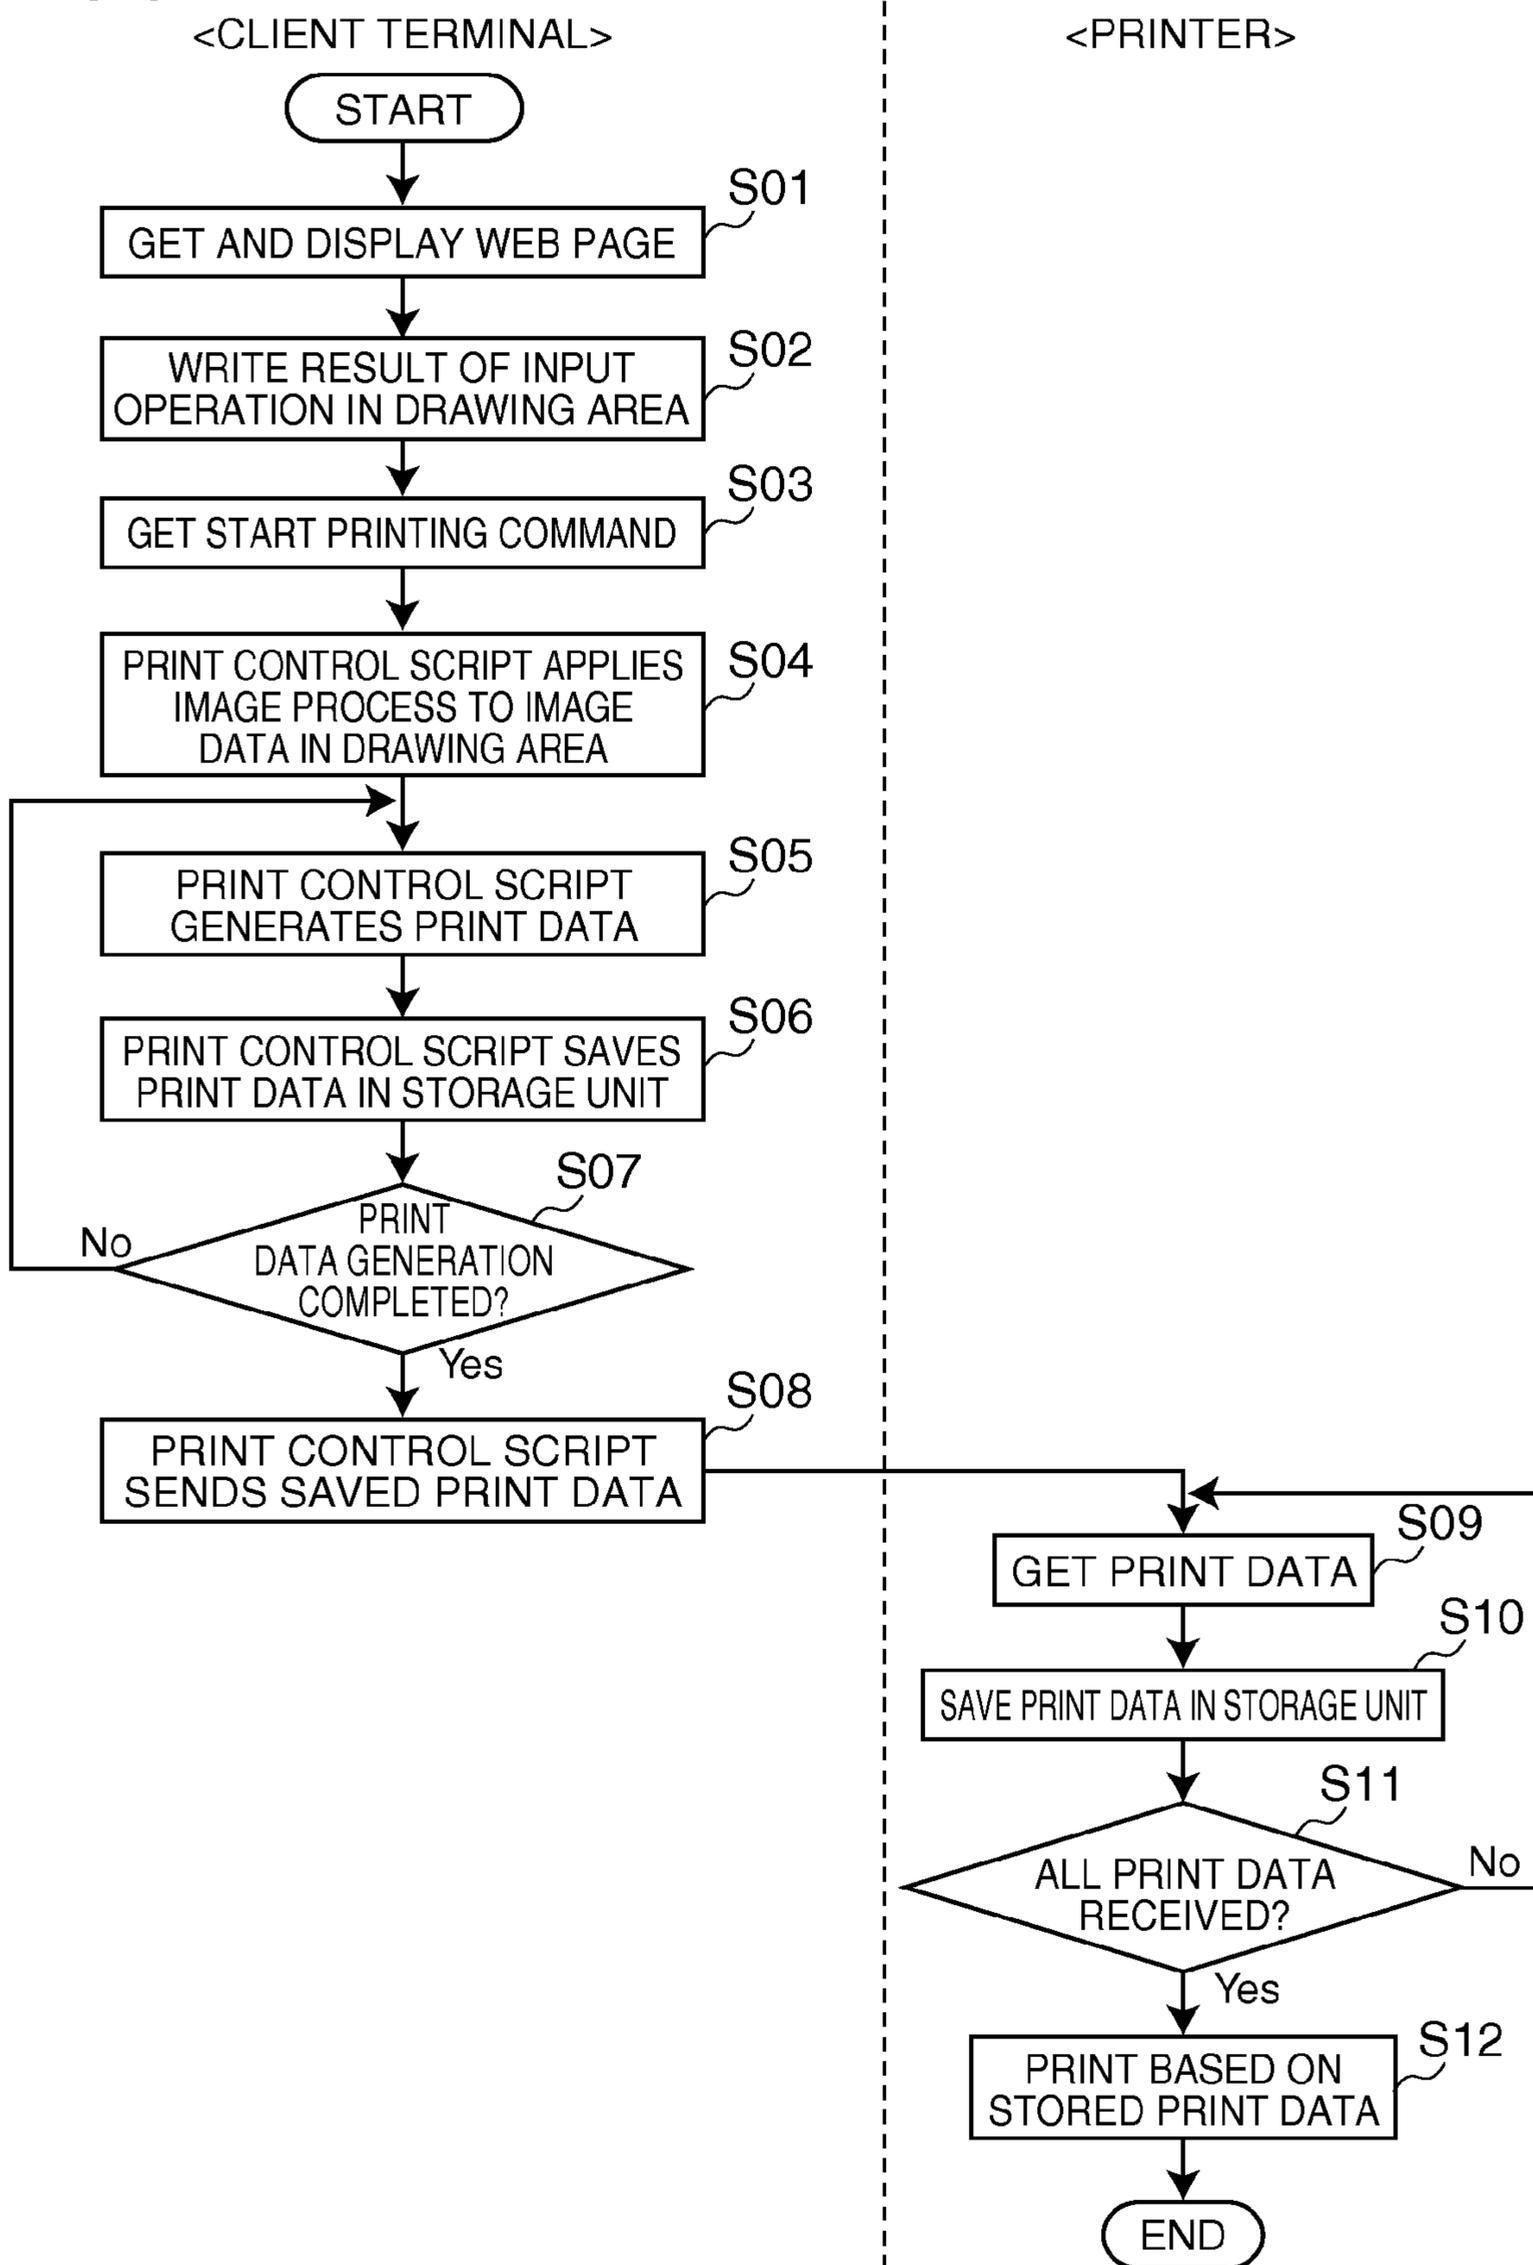 <CLIENT TERMINAL>
<PRINTER>
START
S01
GET AND DISPLAY WEB PAGE
S02
WRITE RESULT OF INPUT
OPERATION IN DRAWING AREA
S03
GET START PRINTING COMMAND
S04
PRINT CONTROL SCRIPT APPLIES
IMAGE PROCESS TO IMAGE
DATA IN DRAWING AREA
S05
PRINT CONTROL SCRIPT
GENERATES PRINT DATA
S06
PRINT CONTROL SCRIPT SAVES
PRINT DATA IN STORAGE UNIT
S07
PRINT
DATA GENERATION
COMPLETED?
No
Yes
S08
PRINT CONTROL SCRIPT
SENDS SAVED PRINT DATA
S09
GET PRINT DATA
S10
SAVE PRINT DATA IN STORAGE UNIT
S11
ALL PRINT DATA
RECEIVED?
No
Yes
S12
PRINT BASED ON
STORED PRINT DATA
END